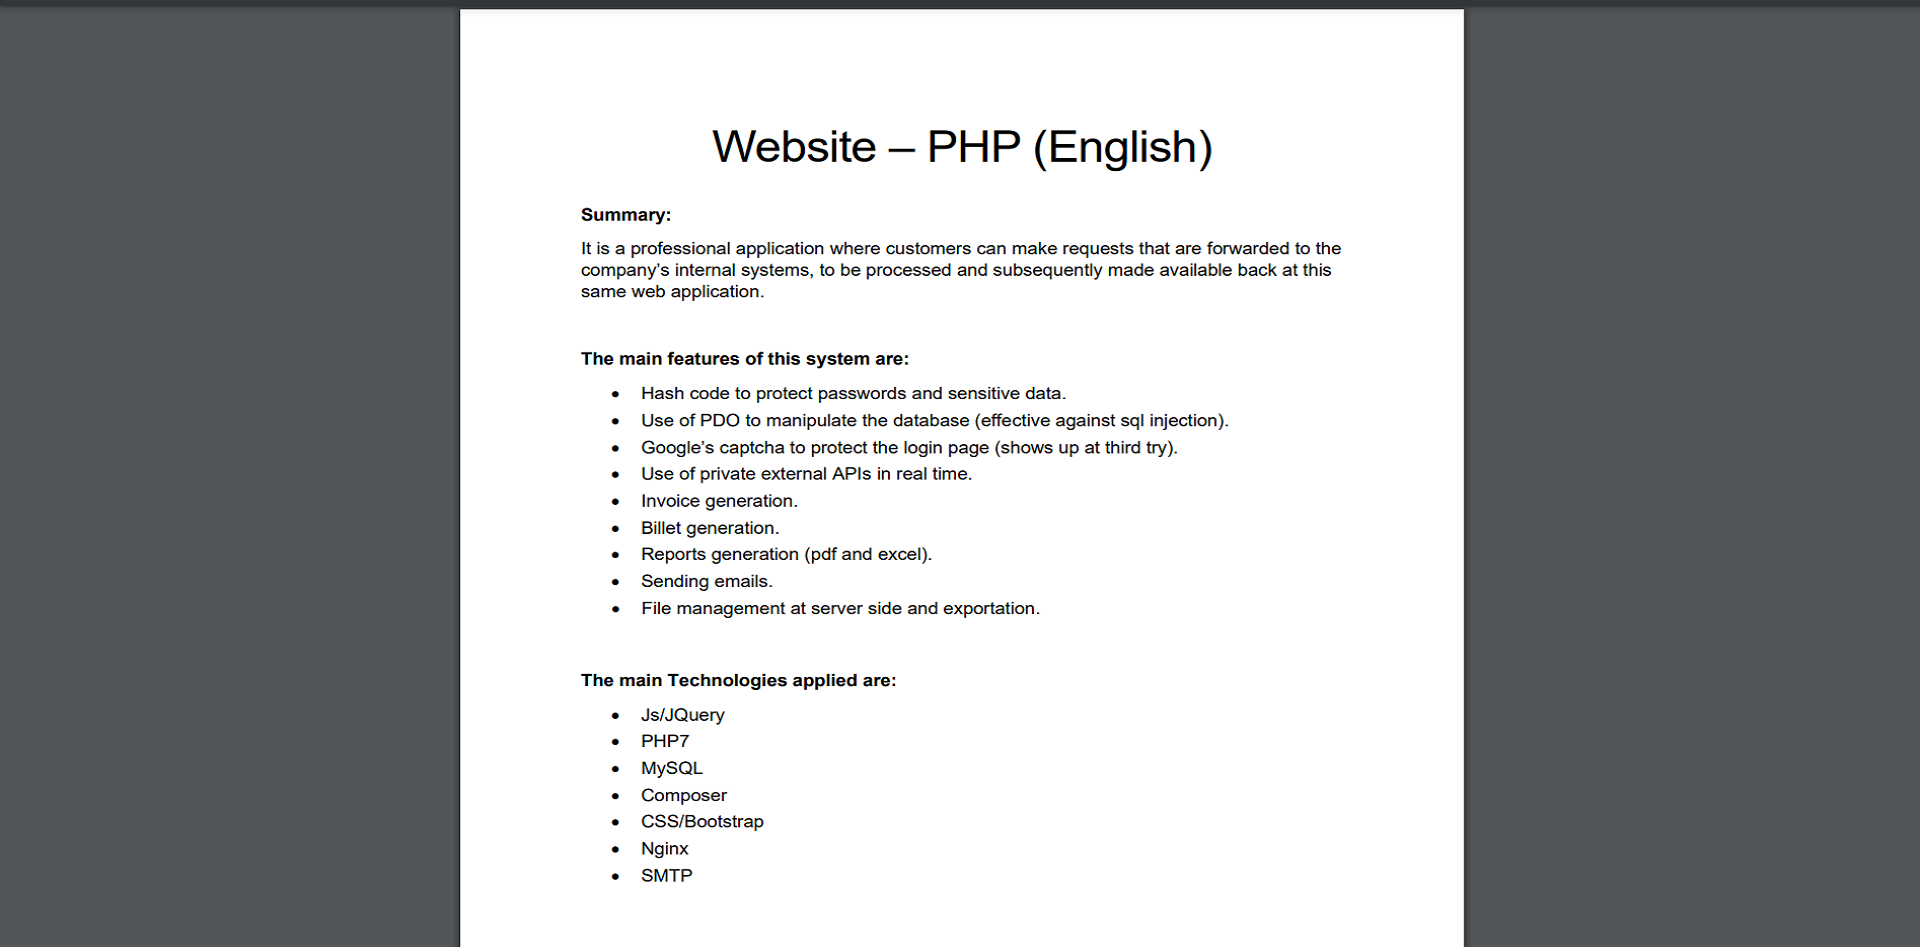 Website – PHP (English)
Summary:
It is a professional application where customers can make requests that are forwarded to the
company’s internal systems, to be processed and subsequently made available back at this
same web application.
The main features of this system are:
• Hash code to protect passwords and sensitive data.
• Use of PDO to manipulate the database (effective against sql injection).
• Google’s captcha to protect the login page (shows up at third try).
• Use of private external APIs in real time.
• Invoice generation.
• Billet generation.
• Reports generation (pdf and excel).
• Sending emails.
• File management at server side and exportation.
The main Technologies applied are:
• Js/JQuery
• PHP7
• MySQL
• Composer
• CSS/Bootstrap
• Nginx
• SMTP